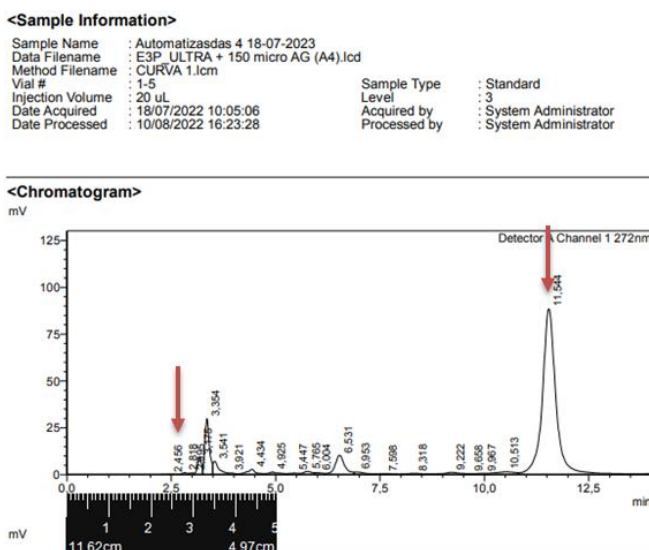 <Sample Information>
Sample Name : Automatizasdas 4 18-07-2023
Data Filename : E3P_ULTRA + 150 micro AG (A4).lcd
Method Filename : CURVA 1.lcm
Vial # : 1-5 Sample Type : Standard
Injection Volume : 20 uL Level : 3
Date Acquired : 18/07/2022 10:05:06 Acquired by : System Administrator
Date Processed : 10/08/2022 16:23:28 Processed by : System Administrator
<Chromatogram>
mV
Detector A Channel 1 272nm
125
100
75
50
25
0
2,456
2,818
3,354
3,541
3,921
4,434
4,925
5,447
5,765
6,004
6,531
6,953
7,598
8,318
9,222
9,658
9,967
10,513
11,544
0,0 2,5 5,0 7,5 10,0 12,5
min
1 2 3 4 5
mV
11.62cm 4.97cm